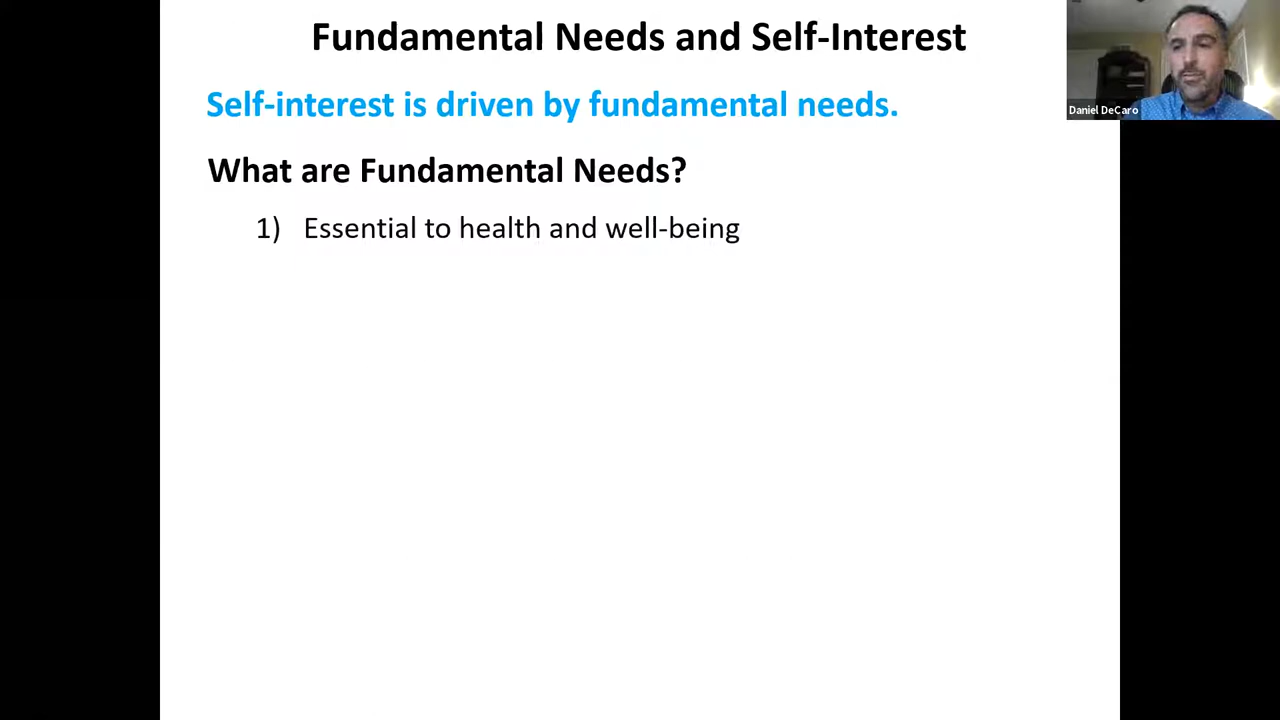 Fundamental Needs and Self-Interest
Self-interest is driven by fundamental needs.
What are Fundamental Needs?
1) Essential to health and well-being
Daniel DeCaro